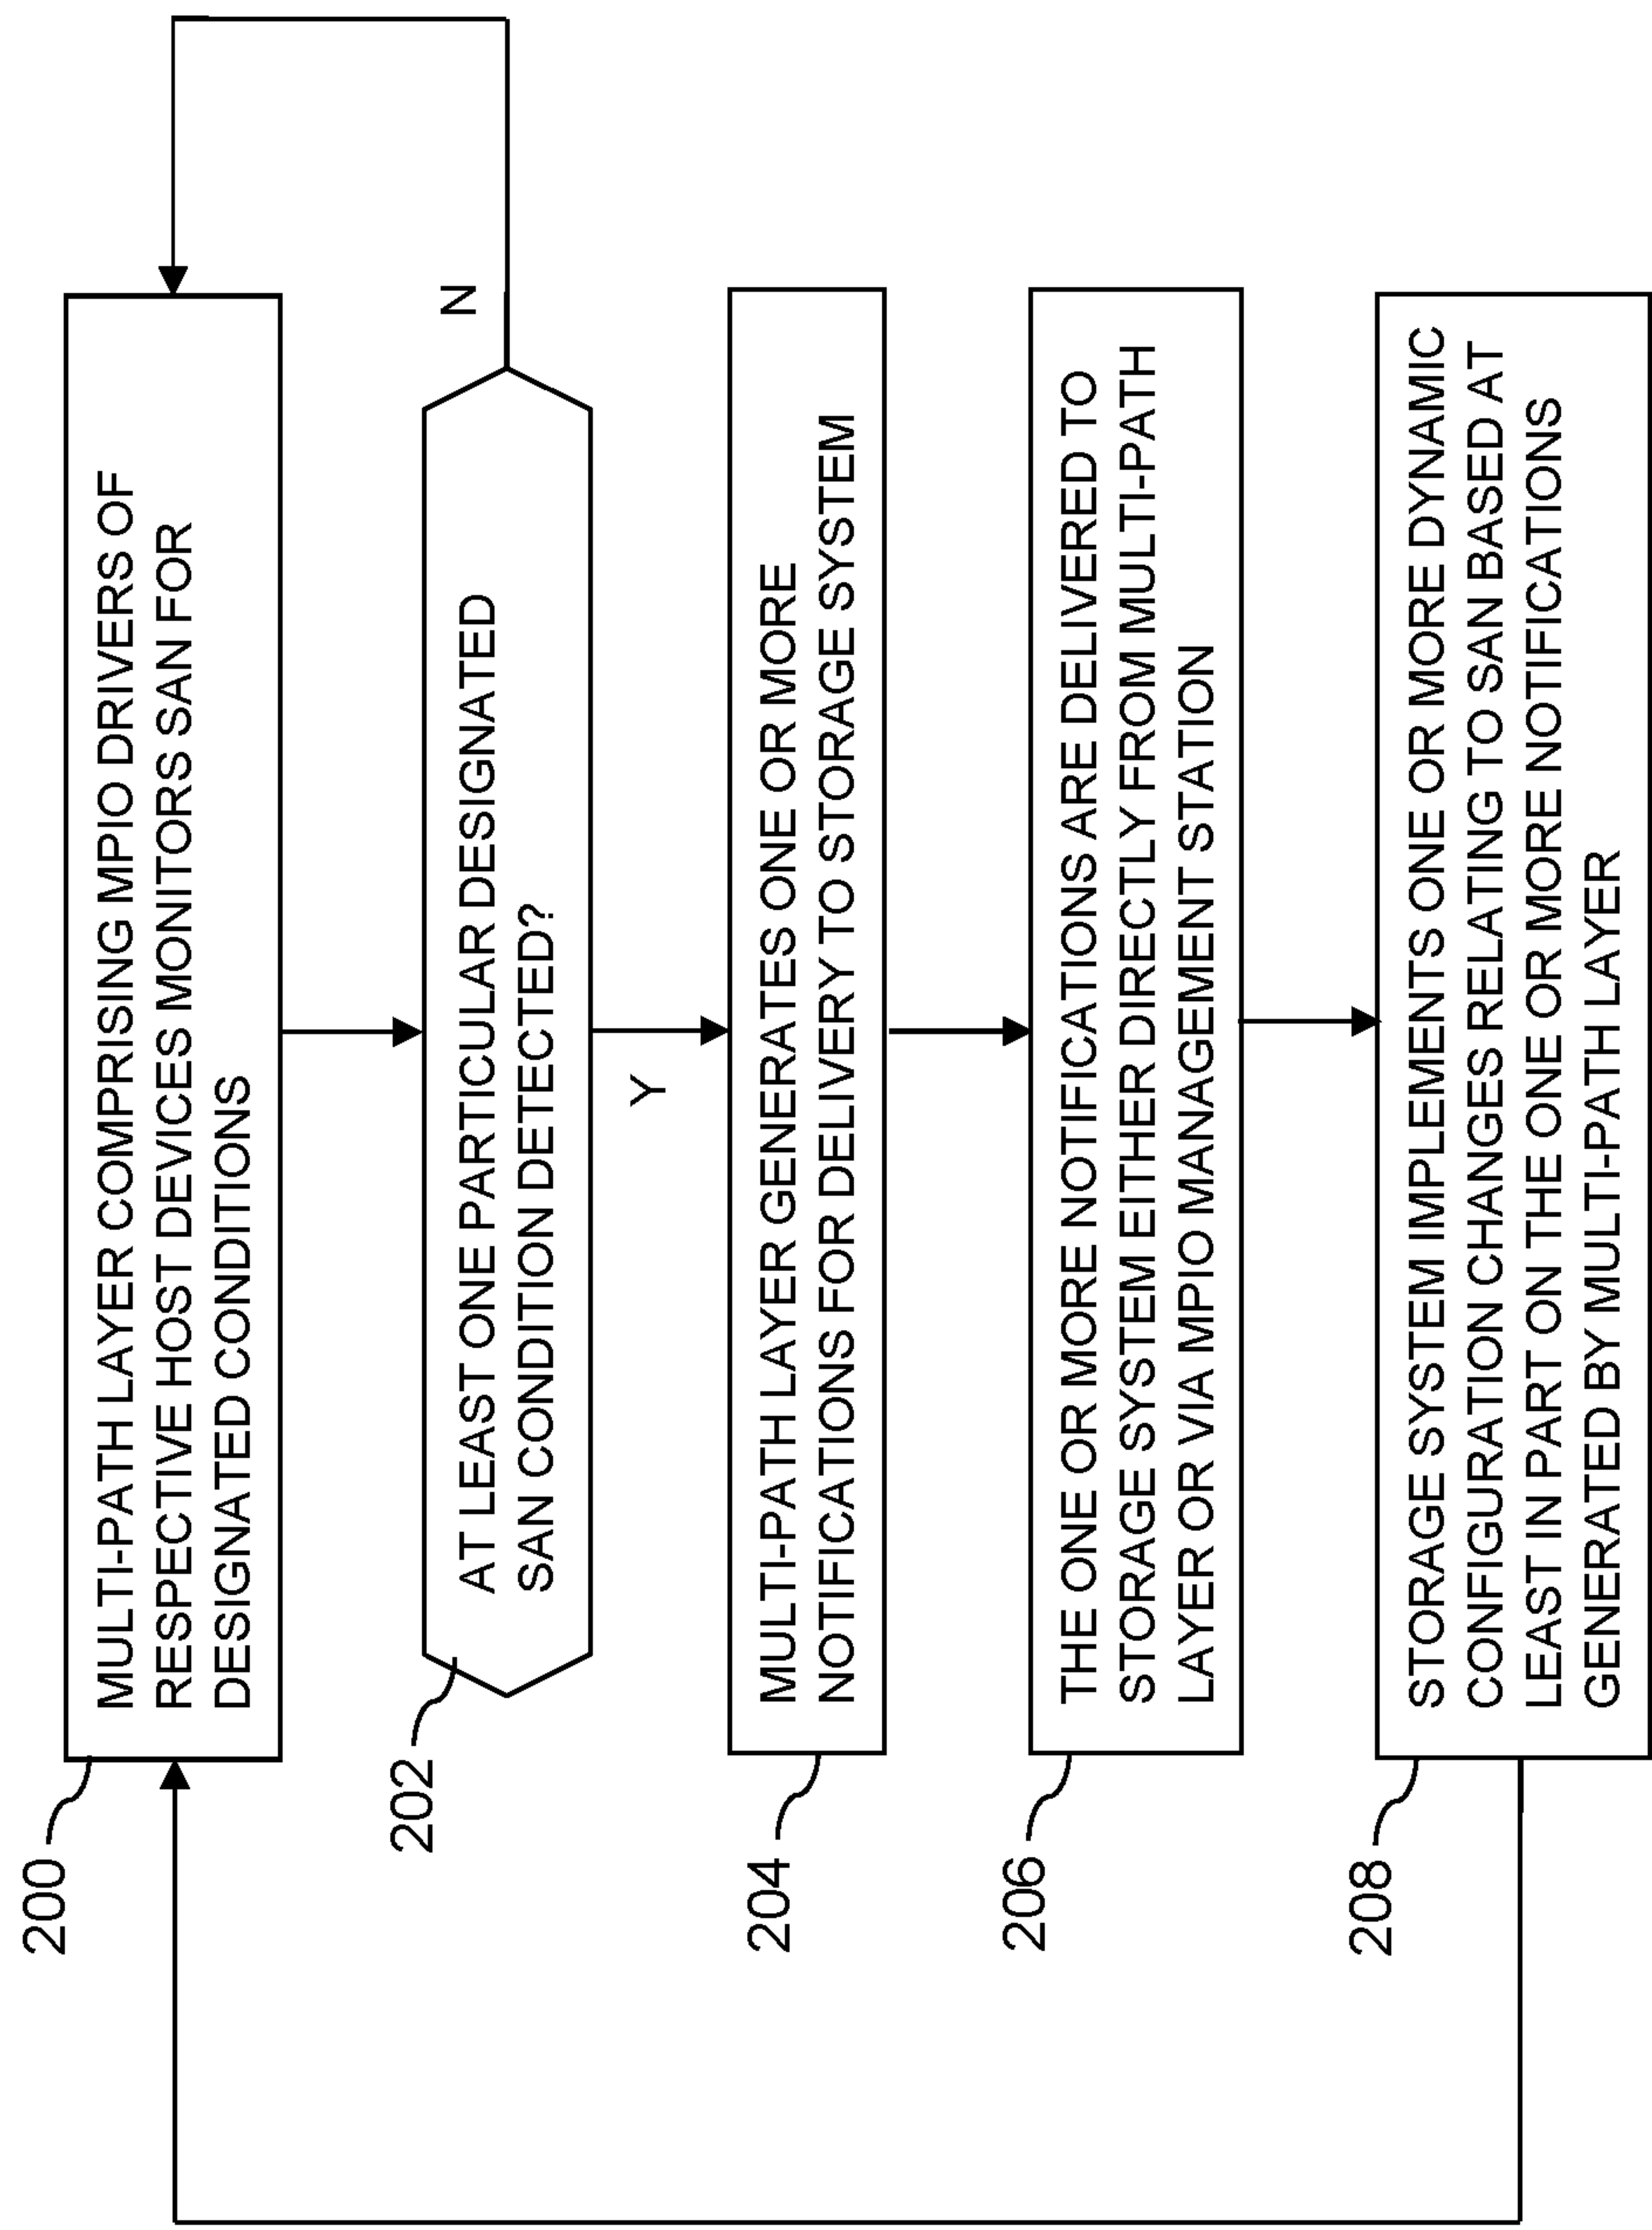 200
MULTI-PATH LAYER COMPRISING MPIO DRIVERS OF
RESPECTIVE HOST DEVICES MONITORS SAN FOR
DESIGNATED CONDITIONS
202
AT LEAST ONE PARTICULAR DESIGNATED
SAN CONDITION DETECTED?
N
Y
204
MULTI-PATH LAYER GENERATES ONE OR MORE
NOTIFICATIONS FOR DELIVERY TO STORAGE SYSTEM
206
THE ONE OR MORE NOTIFICATIONS ARE DELIVERED TO
STORAGE SYSTEM EITHER DIRECTLY FROM MULTI-PATH
LAYER OR VIA MPIO MANAGEMENT STATION
208
STORAGE SYSTEM IMPLEMENTS ONE OR MORE DYNAMIC
CONFIGURATION CHANGES RELATING TO SAN BASED AT
LEAST IN PART ON THE ONE OR MORE NOTIFICATIONS
GENERATED BY MULTI-PATH LAYER